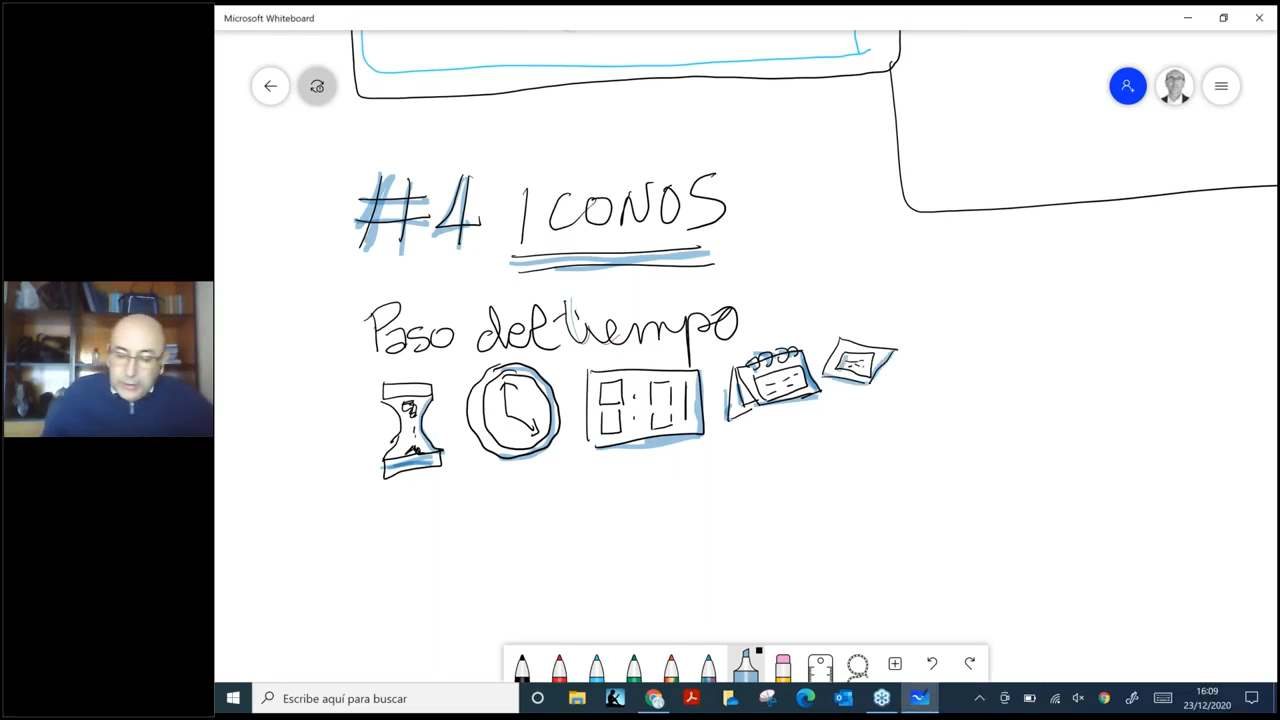 Microsoft Whiteboard
#4 ICONOS
Paso del tiempo
Escribe aquí para buscar
16:09
23/12/2020